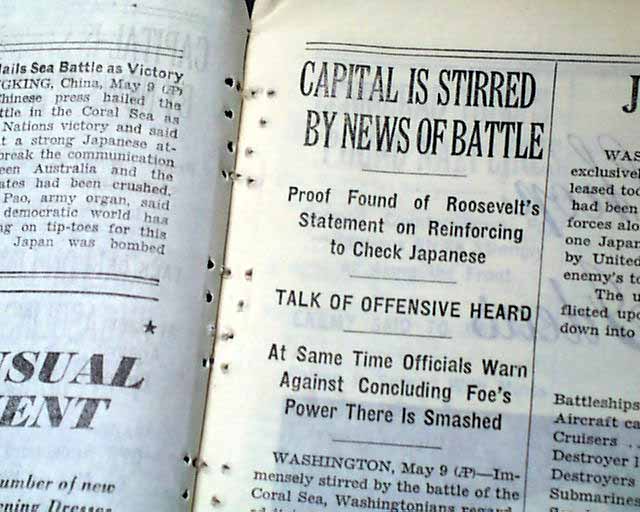 ails Sea Battle as Victory
GKING, China, May 9 (AP)
hinese press hailed the
ttle in the Coral Sea as
Nations victory and said
t a strong Japanese at-
break the communication
een Australia and the
ates had been crushed.
Pao, army organ, said
democratic world has
ng on tip-toes for this
Japan was bombed
USUAL
ENT
umber of new
ening Dresses
CAPITAL IS STIRRED
BY NEWS OF BATTLE
Proof Found of Roosevelt's
Statement on Reinforcing
to Check Japanese
TALK OF OFFENSIVE HEARD
At Same Time Officials Warn
Against Concluding Foe's
Power There Is Smashed
WASHINGTON, May 9 (AP)—Im-
mensely stirred by the battle of the
Coral Sea, Washingtonians regard
J
WAS
exclusivel
leased too
had been
forces alo
one Japan
by United
enemy's to
The u
flicted upo
down into
Battleships
Aircraft ca
Cruisers ..
Destroyer l
Destroyers
Submarines